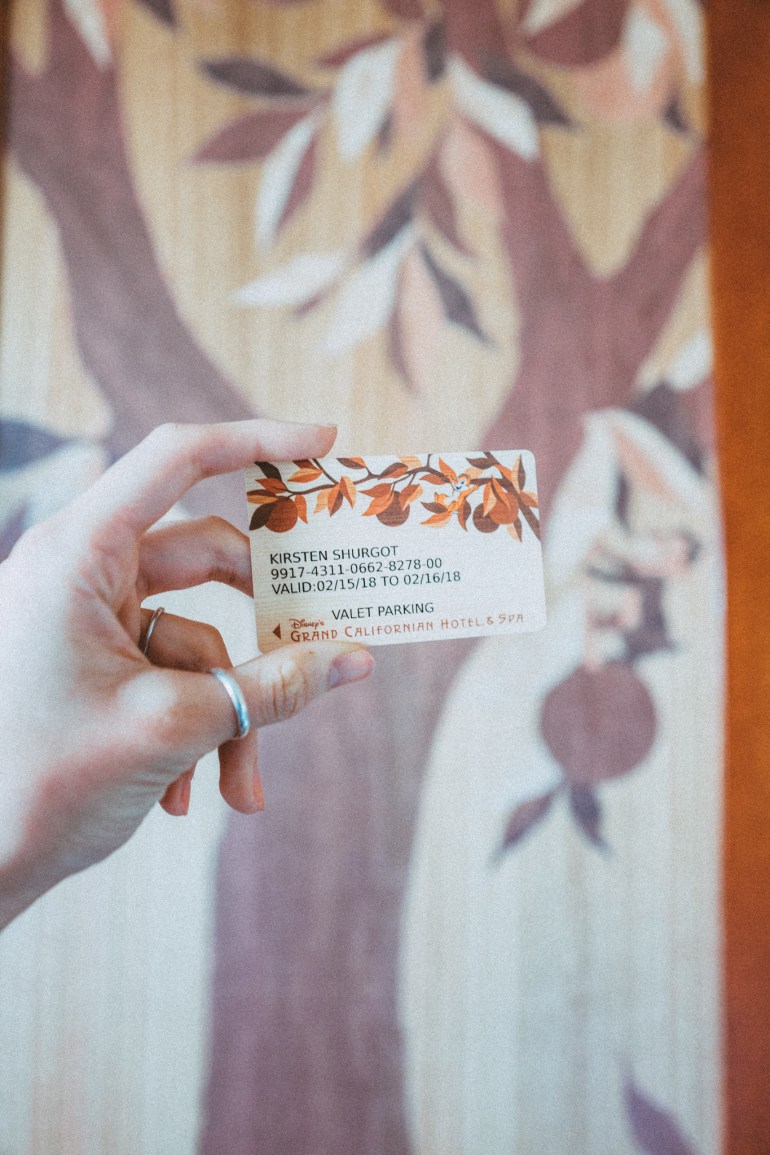 KIRSTEN SHURGOT
9917-4311-0662-8278-00
VALID:02/15/18 TO 02/16/18
VALET PARKING
Disney's
GRAND CALIFORNIAN HOTEL & SPA